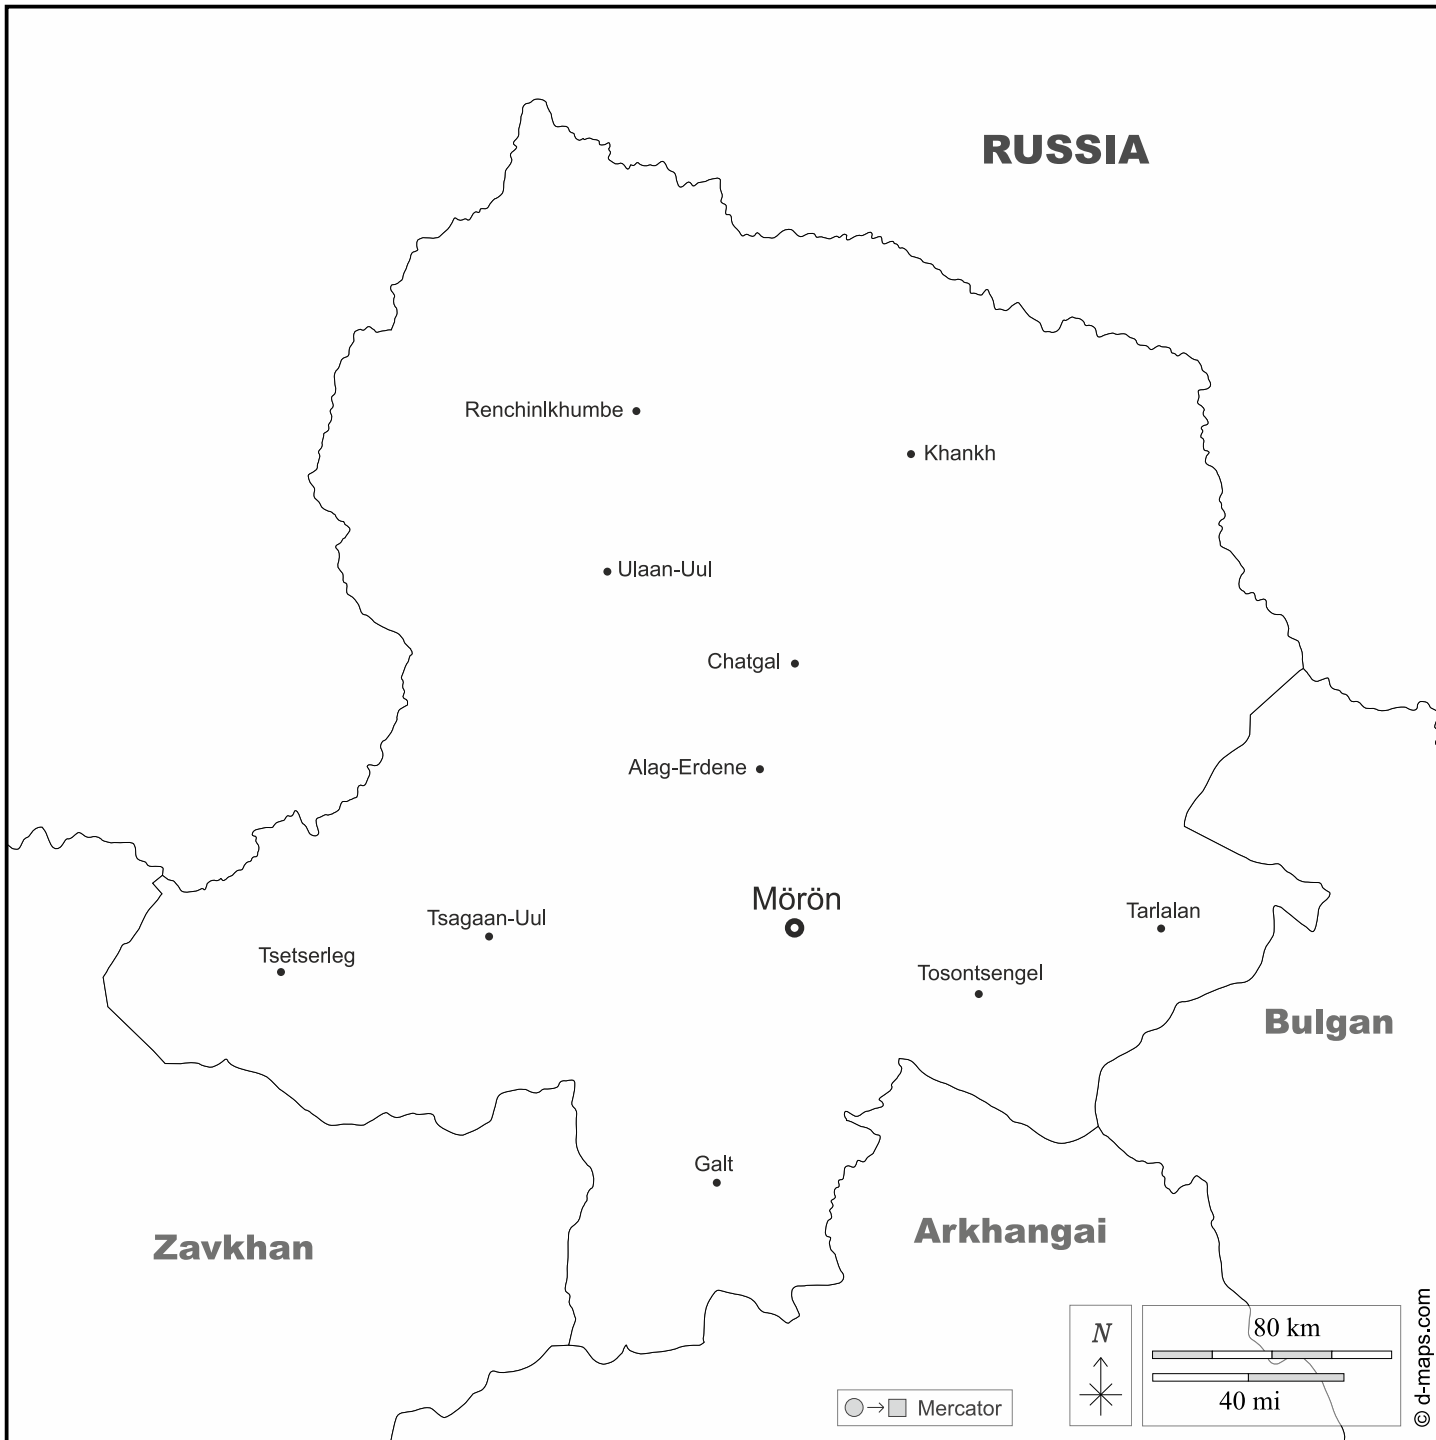 RUSSIA
Renchinlkhumbe
Khankh
Ulaan-Uul
Chatgal
Alag-Erdene
Mörön
Tsagaan-Uul
Tarlalan
Tsetserleg
Tosontsengel
Bulgan
Galt
Arkhangai
Zavkhan
N
80 km
40 mi
Mercator
© d-maps.com